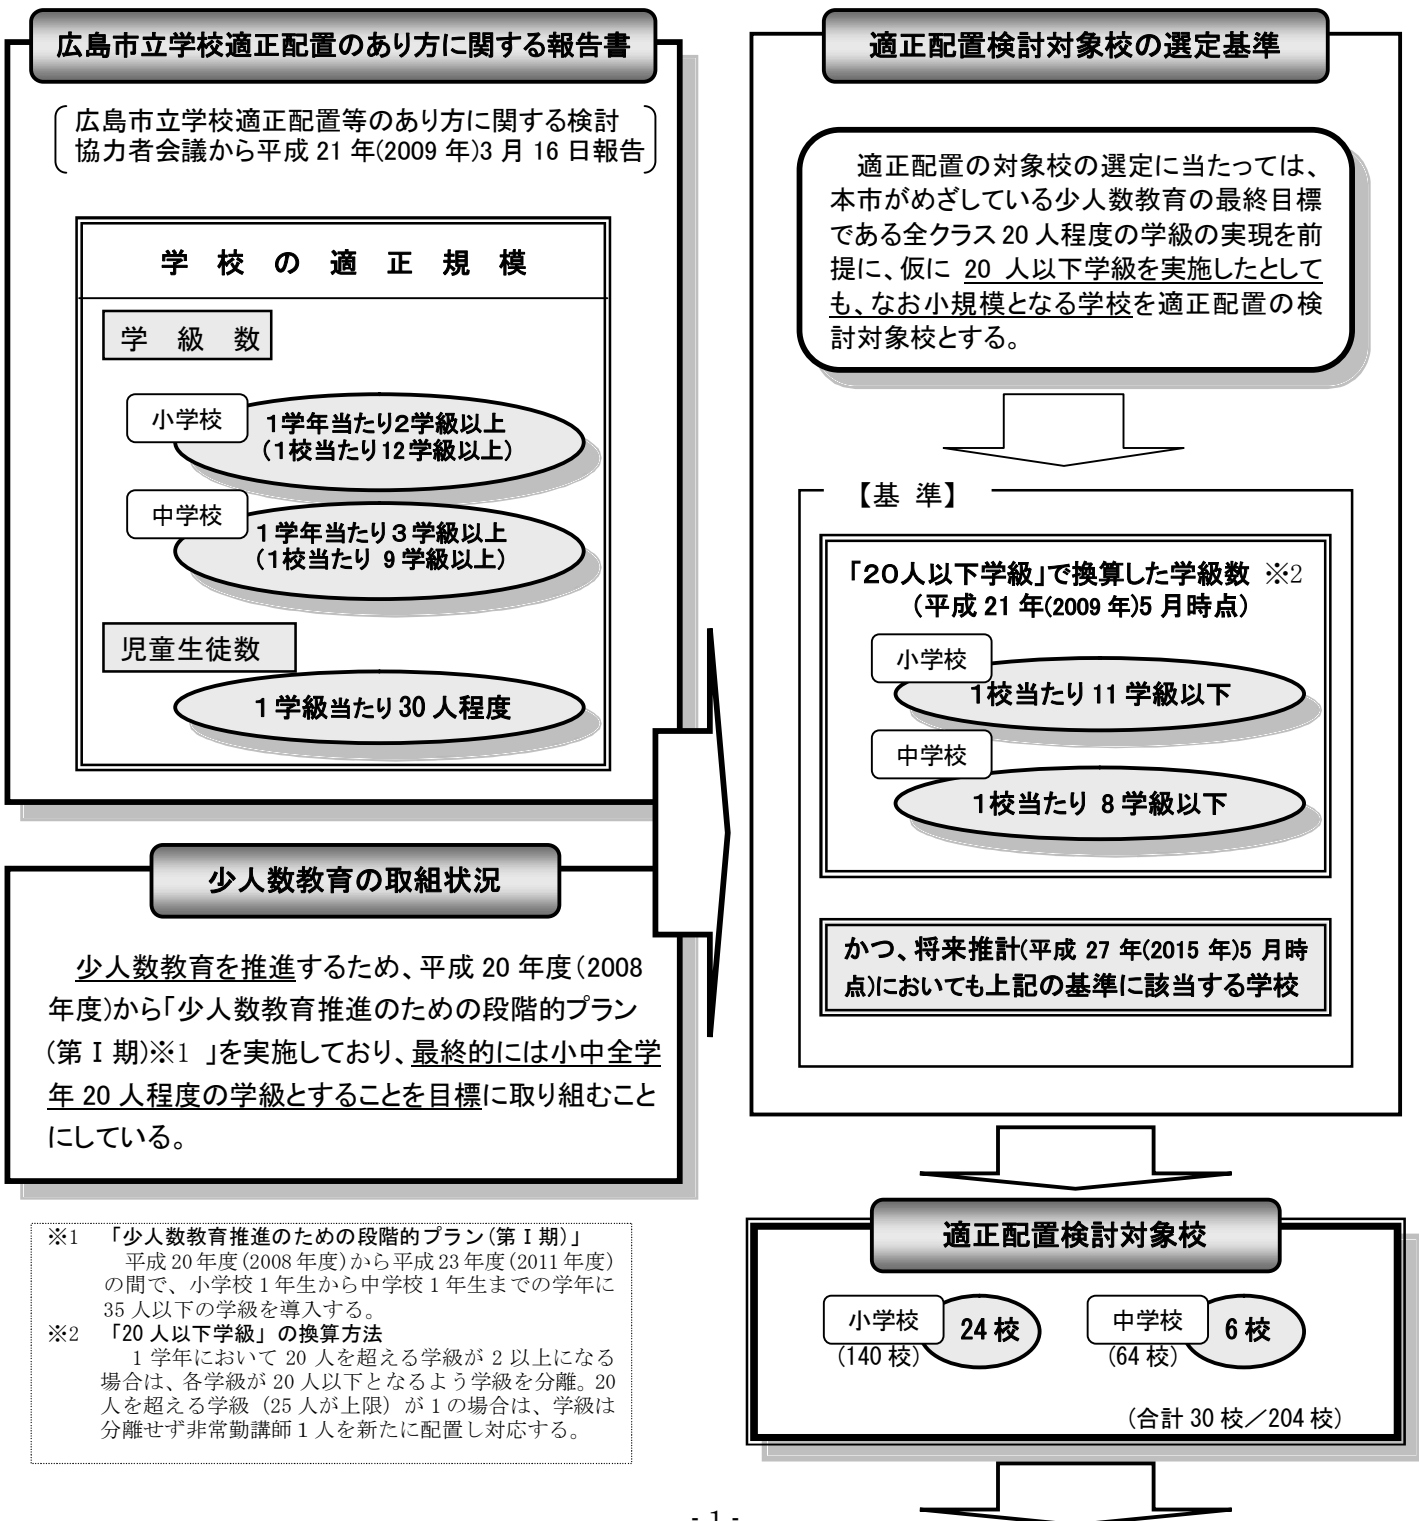 広島市立学校適正配置のあり方に関する報告書
広島市立学校適正配置等のあり方に関する検討
協力者会議から平成 21 年(2009 年)3 月 16 日報告
学 校 の 適 正 規 模
学 級 数
小学校
1学年当たり2学級以上
(1校当たり12学級以上)
中学校
1学年当たり3学級以上
(1校当たり 9学級以上)
児童生徒数
1学級当たり30人程度
少人数教育の取組状況
少人数教育を推進するため、平成 20 年度(2008
年度)から「少人数教育推進のための段階的プラン
(第Ⅰ期)※1 」を実施しており、最終的には小中全学
年 20 人程度の学級とすることを目標に取り組むこと
にしている。
※1 「少人数教育推進のための段階的プラン(第Ⅰ期)」
平成 20 年度(2008 年度)から平成 23 年度(2011 年度)
の間で、小学校 1 年生から中学校 1 年生までの学年に
35 人以下の学級を導入する。
※2 「20 人以下学級」の換算方法
1 学年において 20 人を超える学級が 2 以上になる
場合は、各学級が 20 人以下となるよう学級を分離。20
人を超える学級（25 人が上限）が 1 の場合は、学級は
分離せず非常勤講師 1 人を新たに配置し対応する。
適正配置検討対象校の選定基準
適正配置の対象校の選定に当たっては、
本市がめざしている少人数教育の最終目標
である全クラス 20 人程度の学級の実現を前
提に、仮に 20 人以下学級を実施したとして
も、なお小規模となる学校を適正配置の検
討対象校とする。
【基 準】
「20人以下学級」で換算した学級数 ※2
(平成 21 年(2009 年)5 月時点)
小学校
1校当たり 11 学級以下
中学校
1校当たり 8 学級以下
かつ、将来推計(平成 27 年(2015 年)5 月時
点)においても上記の基準に該当する学校
適正配置検討対象校
小学校 24 校 中学校 6 校
(140 校) (64 校)
(合計 30 校／204 校)
- 1 -